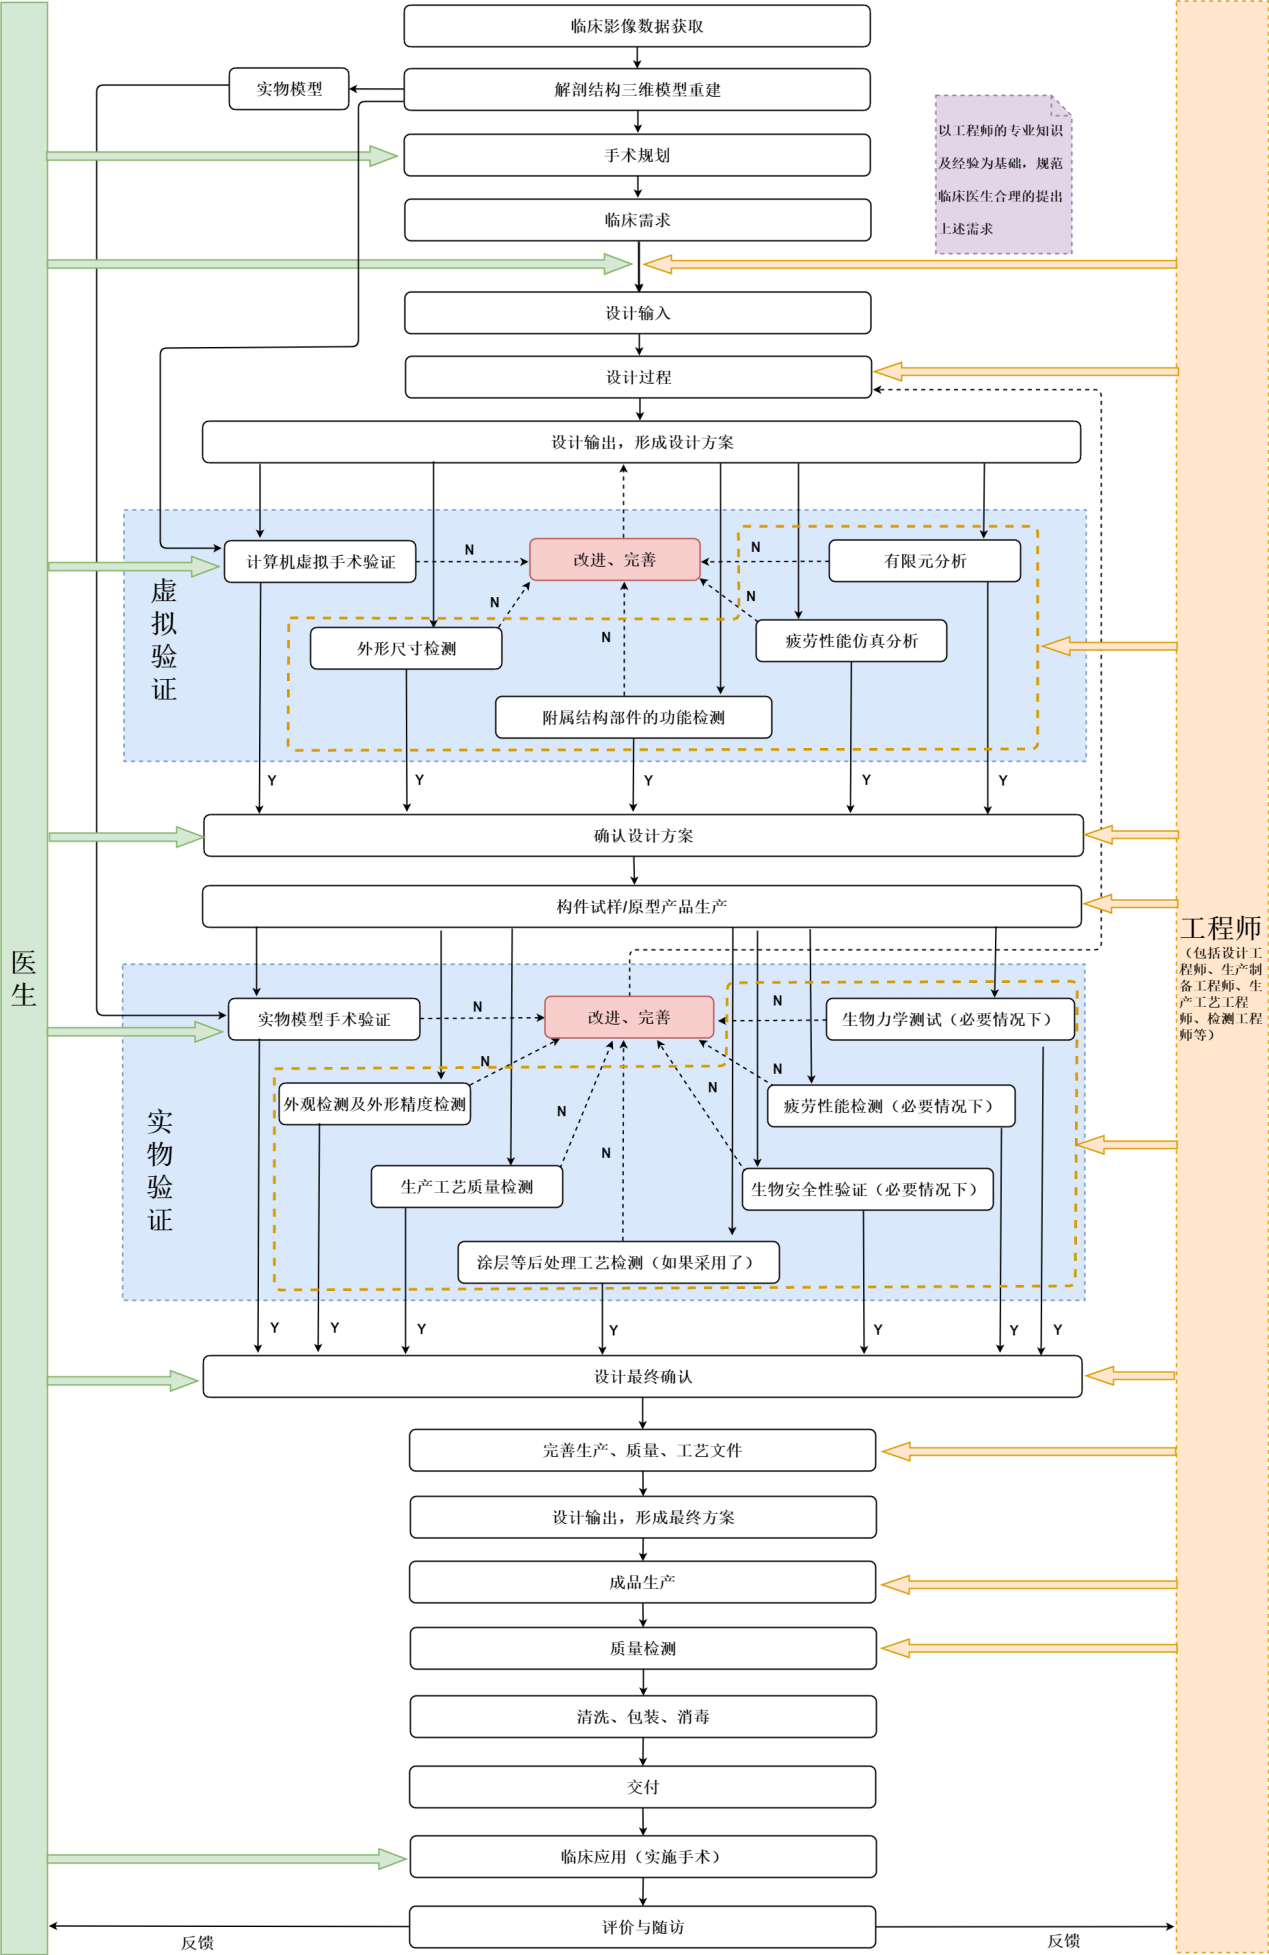 临床影像数据获取
实物模型
解剖结构三维模型重建
以工程师的专业知识
及经验为基础，规范
临床医生合理的提出
上述需求
手术规划
临床需求
设计输入
设计过程
设计输出，形成设计方案
计算机虚拟手术验证
N
改进、完善
N
有限元分析
虚
拟
验
证
N
N
外形尺寸检测
N
疲劳性能仿真分析
附属结构部件的功能检测
Y
Y
Y
Y
Y
确认设计方案
构件试样/原型产品生产
医
生
工程师
（包括设计工
程师、生产制
备工程师、生
产工艺工程
师、检测工程
师等）
实物模型手术验证
N
改进、完善
N
生物力学测试（必要情况下）
N
N
外观检测及外形精度检测
N
N
疲劳性能检测（必要情况下）
实
物
验
证
N
生产工艺质量检测
生物安全性验证（必要情况下）
涂层等后处理工艺检测（如果采用了）
Y
Y
Y
Y
Y
Y
Y
设计最终确认
完善生产、质量、工艺文件
设计输出，形成最终方案
成品生产
质量检测
清洗、包装、消毒
交付
临床应用（实施手术）
评价与随访
反馈
反馈